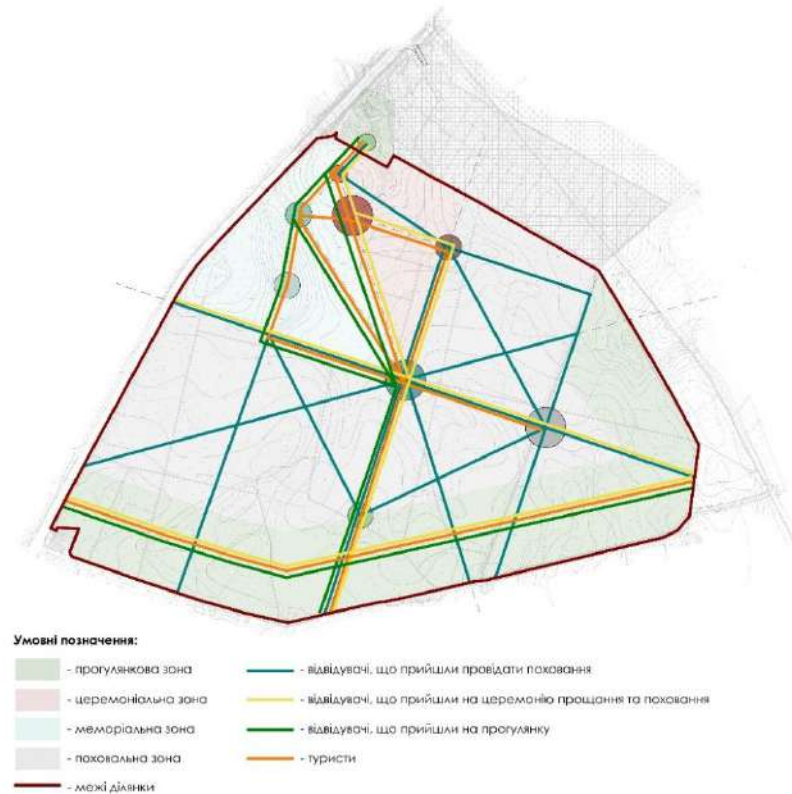 Умовні позначення:
- прогулянкова зона
- церемоніальна зона
- меморіальна зона
- поховальна зона
- межі ділянки
- відвідувачі, що прийшли провідати поховання
- відвідувачі, що прийшли на церемонію прощання та поховання
- відвідувачі, що прийшли на прогулянку
- туристи